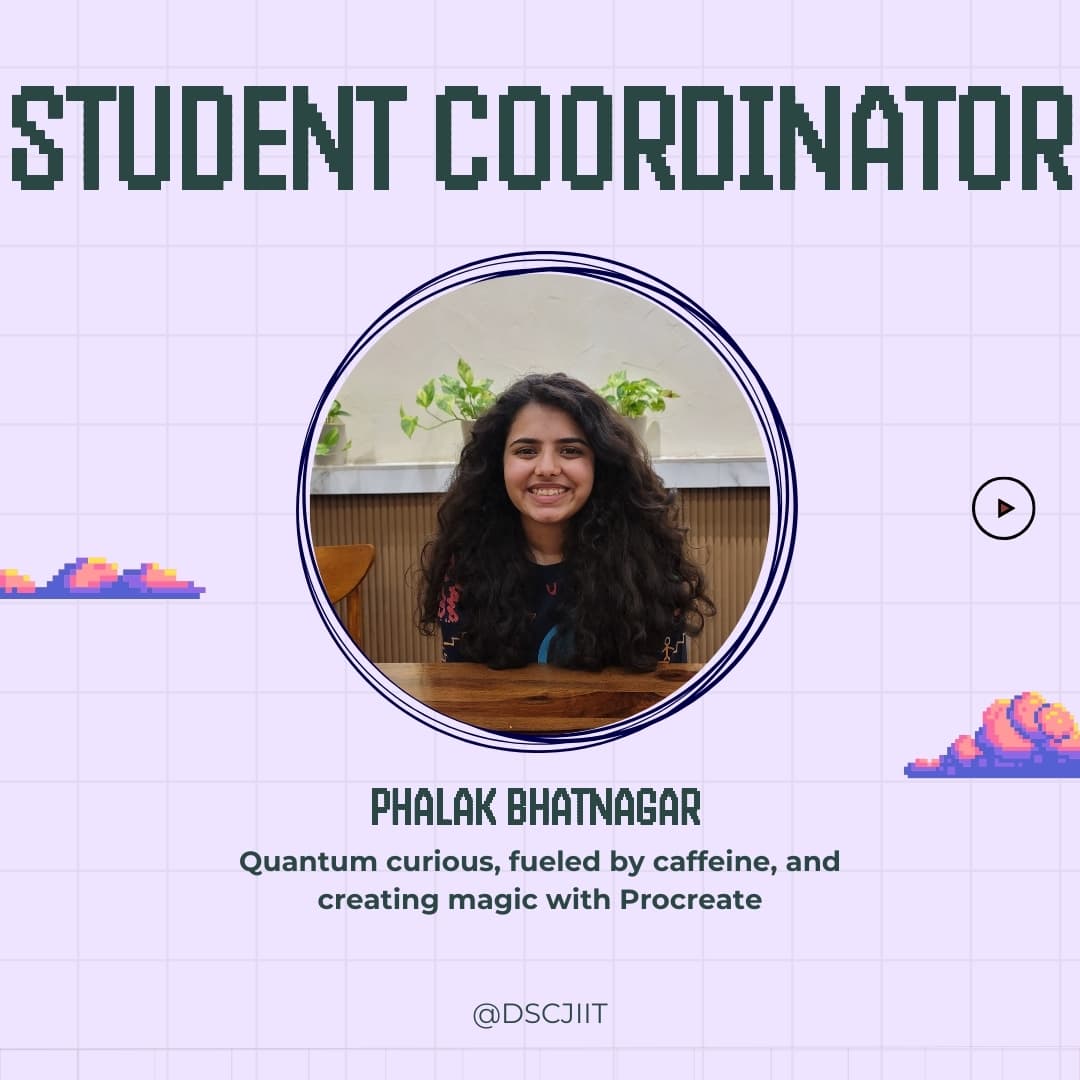 STUDENT COORDINATOR
PHALAK BHATNAGAR
Quantum curious, fueled by caffeine, and
creating magic with Procreate
@DSCJIIT